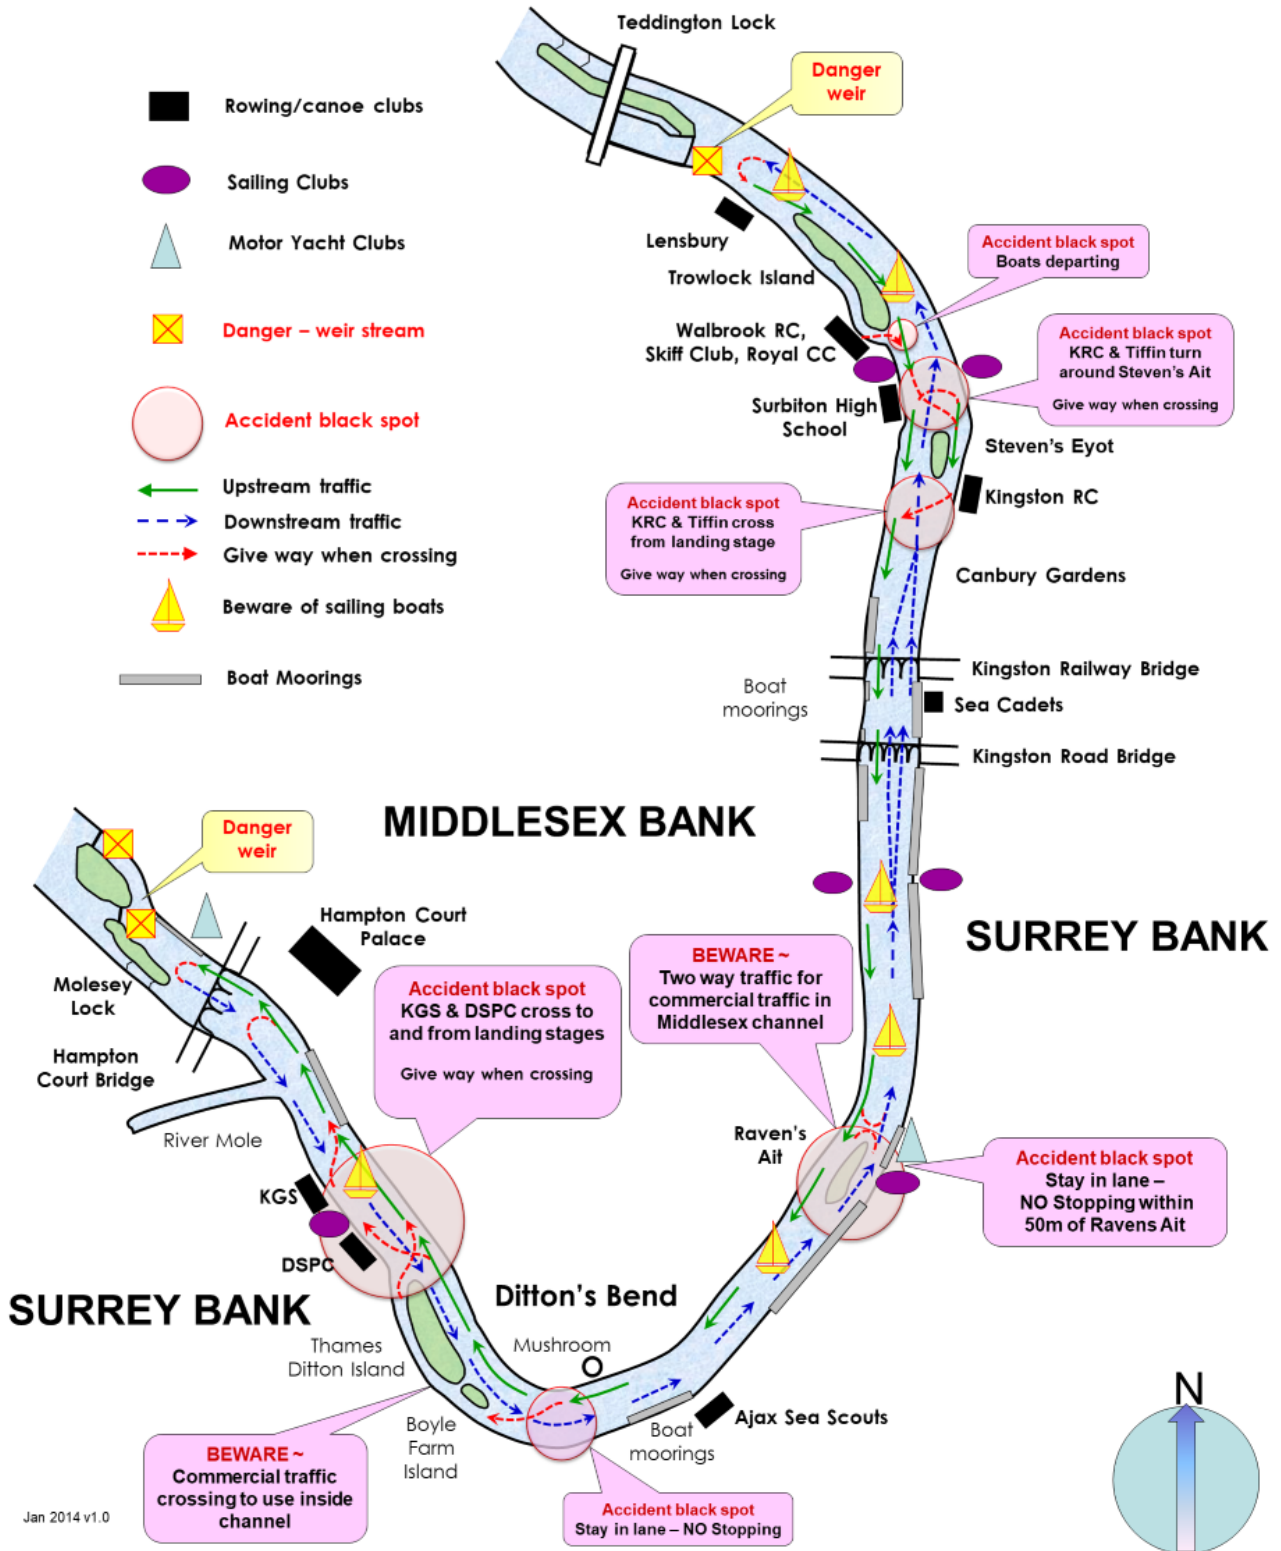 Teddington Lock
Danger
weir
Rowing/canoe clubs
Sailing Clubs
Motor Yacht Clubs
Danger – weir stream
Accident black spot
Upstream traffic
Downstream traffic
Give way when crossing
Beware of sailing boats
Boat Moorings
Lensbury
Trowlock Island
Accident black spot
Boats departing
Walbrook RC,
Skiff Club, Royal CC
Accident black spot
KRC & Tiffin turn
around Steven's Ait
Give way when crossing
Surbiton High
School
Steven's Eyot
Kingston RC
Accident black spot
KRC & Tiffin cross
from landing stage
Give way when crossing
Canbury Gardens
Kingston Railway Bridge
Boat
moorings
Sea Cadets
Kingston Road Bridge
MIDDLESEX BANK
Danger
weir
Hampton Court
Palace
SURREY BANK
Molesey
Lock
Hampton
Court Bridge
River Mole
Accident black spot
KGS & DSPC cross to
and from landing stages
Give way when crossing
BEWARE ~
Two way traffic for
commercial traffic in
Middlesex channel
Raven's
Ait
Accident black spot
Stay in lane –
NO Stopping within
50m of Ravens Ait
KGS
DSPC
SURREY BANK
Ditton's Bend
Thames
Ditton Island
Mushroom
Boyle
Farm
Island
Boat
moorings
Ajax Sea Scouts
BEWARE ~
Commercial traffic
crossing to use inside
channel
Accident black spot
Stay in lane – NO Stopping
N
Jan 2014 v1.0